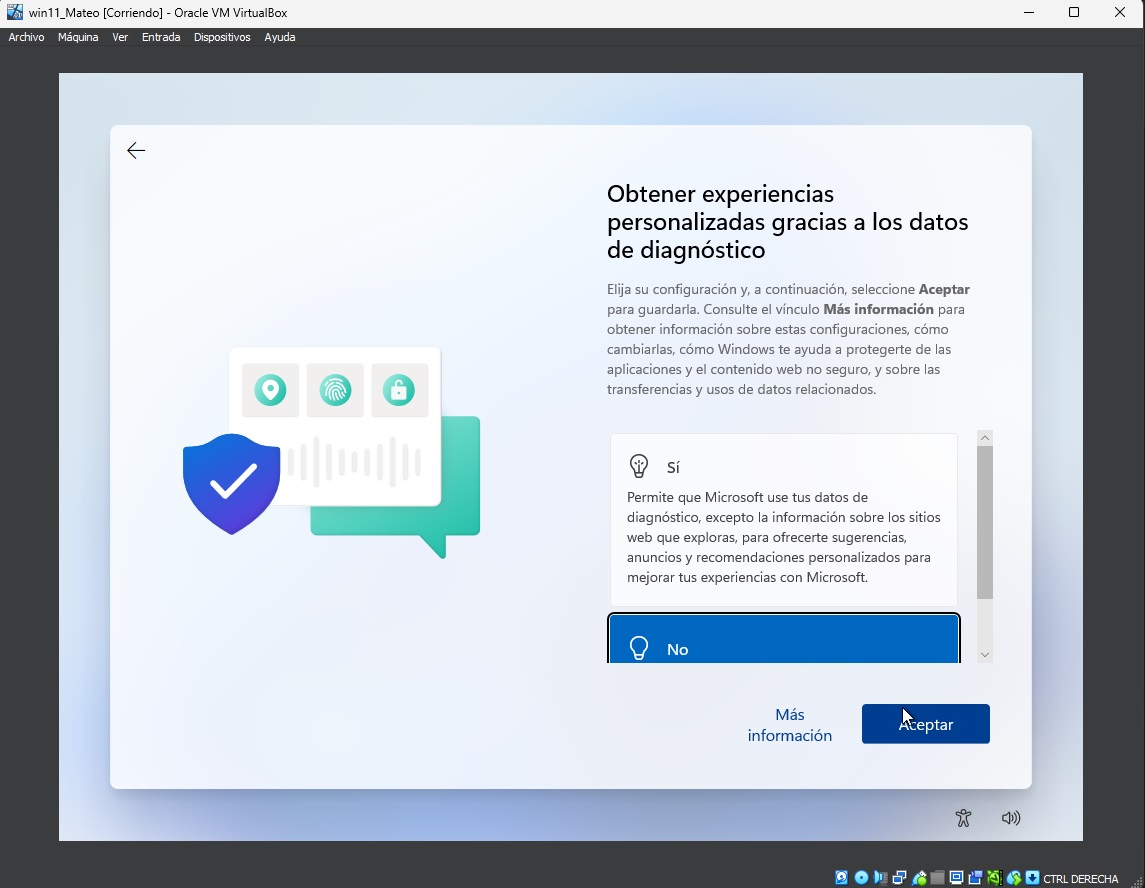 win11_Mateo [Corriendo] - Oracle VM VirtualBox
Archivo Máquina Ver Entrada Dispositivos Ayuda
Obtener experiencias
personalizadas gracias a los datos
de diagnóstico
Elija su configuración y, a continuación, seleccione Aceptar
para guardarla. Consulte el vínculo Más información para
obtener información sobre estas configuraciones, cómo
cambiarlas, cómo Windows te ayuda a protegerte de las
aplicaciones y el contenido web no seguro, y sobre las
transferencias y usos de datos relacionados.
Sí
Permite que Microsoft use tus datos de
diagnóstico, excepto la información sobre los sitios
web que exploras, para ofrecerte sugerencias,
anuncios y recomendaciones personalizados para
mejorar tus experiencias con Microsoft.
No
Más
información
Aceptar
CTRL DERECHA